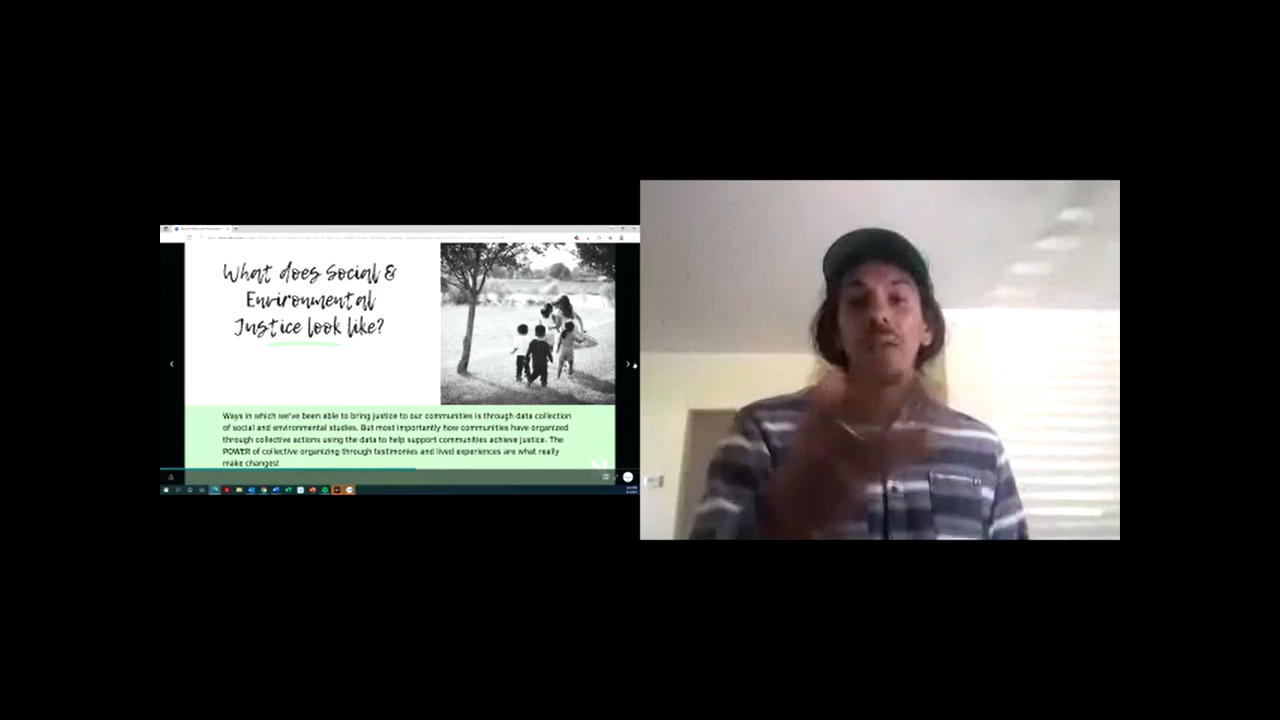 What does Social &
Environmental
Justice look like?
Ways in which we've been able to bring justice to our communities is through data collection
of social and environmental studies. But most importantly how communities have organized
through collective actions using the data to help support communities achieve justice. The
POWER of collective organizing through testimonies and lived experiences are what really
make changes!